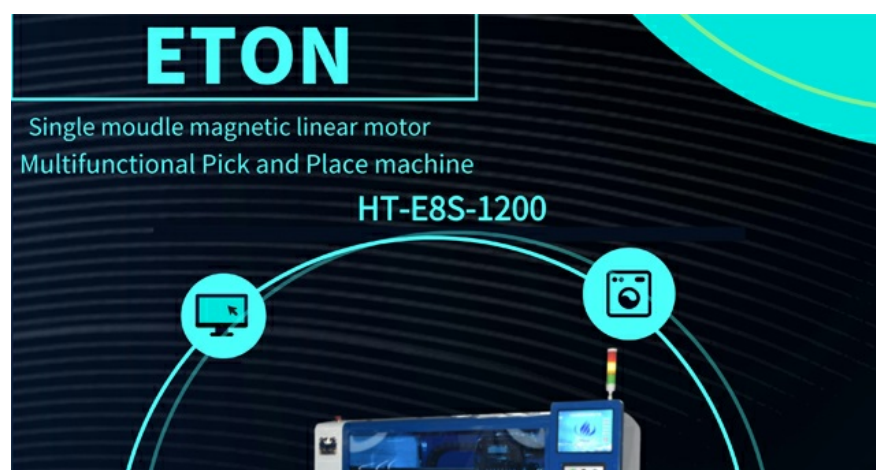 ETON
Single moudle magnetic linear motor
Multifunctional Pick and Place machine
HT-E8S-1200